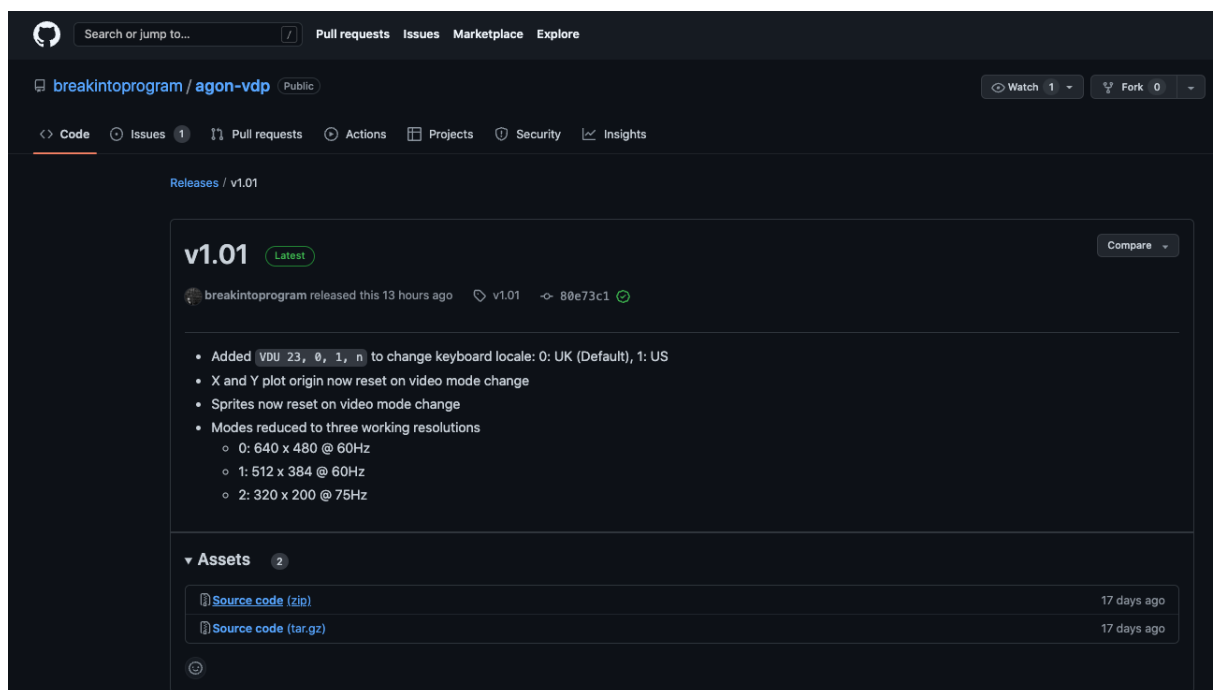 Search or jump to... / Pull requests Issues Marketplace Explore
breakintoprogram / agon-vdp Public Watch 1 Fork 0
<> Code Issues 1 Pull requests Actions Projects Security Insights
Releases / v1.01
v1.01 Latest Compare
breakintoprogram released this 13 hours ago v1.01 80e73c1
• Added VDU 23, 0, 1, n to change keyboard locale: 0: UK (Default), 1: US
• X and Y plot origin now reset on video mode change
• Sprites now reset on video mode change
• Modes reduced to three working resolutions
◦ 0: 640 x 480 @ 60Hz
◦ 1: 512 x 384 @ 60Hz
◦ 2: 320 x 200 @ 75Hz
Assets 2
Source code (zip) 17 days ago
Source code (tar.gz) 17 days ago